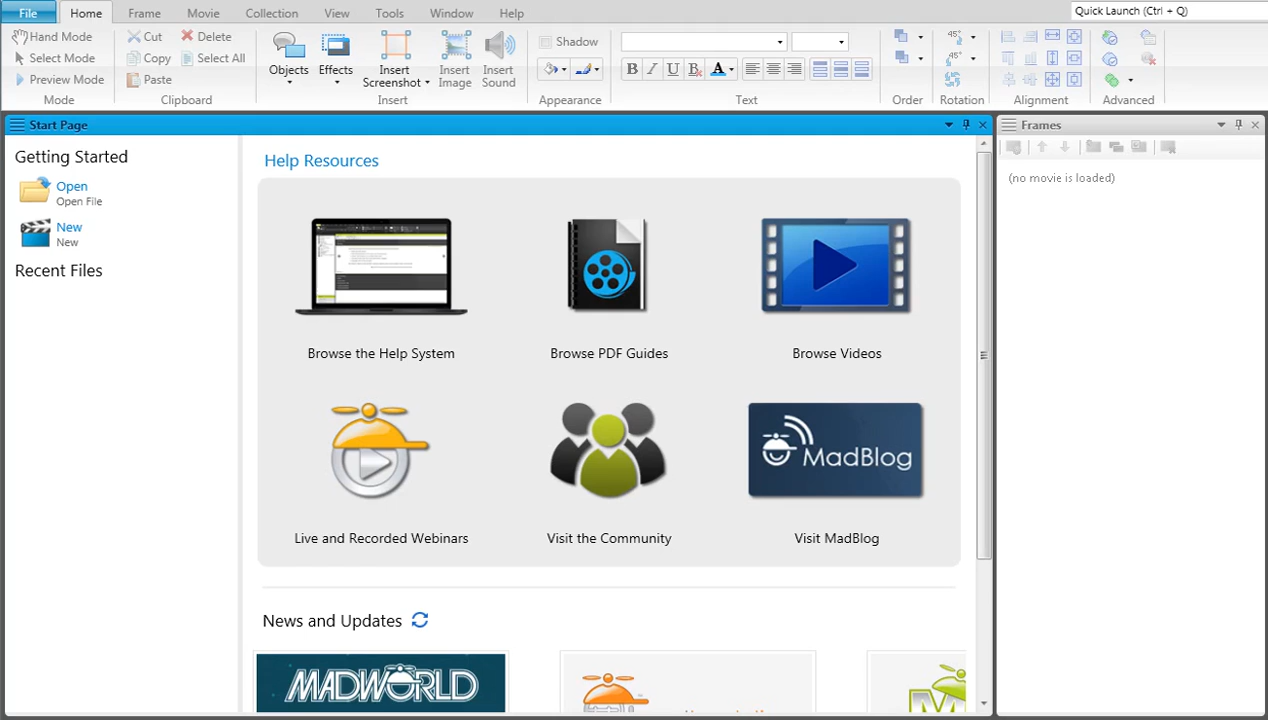 File Home Frame Movie Collection View Tools Window Help Quick Launch (Ctrl + Q)
Hand Mode Cut Delete Shadow
Select Mode Copy Select All Objects Effects Insert Screenshot Insert Image Insert Sound
Preview Mode Paste B I U B A 45° 45°
Mode Clipboard Insert Appearance Text Order Rotation Alignment Advanced
Start Page Frames
Getting Started Help Resources
(no movie is loaded)
Open
Open File
New
New
Recent Files
Browse the Help System Browse PDF Guides Browse Videos
MadBlog
Live and Recorded Webinars Visit the Community Visit MadBlog
News and Updates
MADWORLD